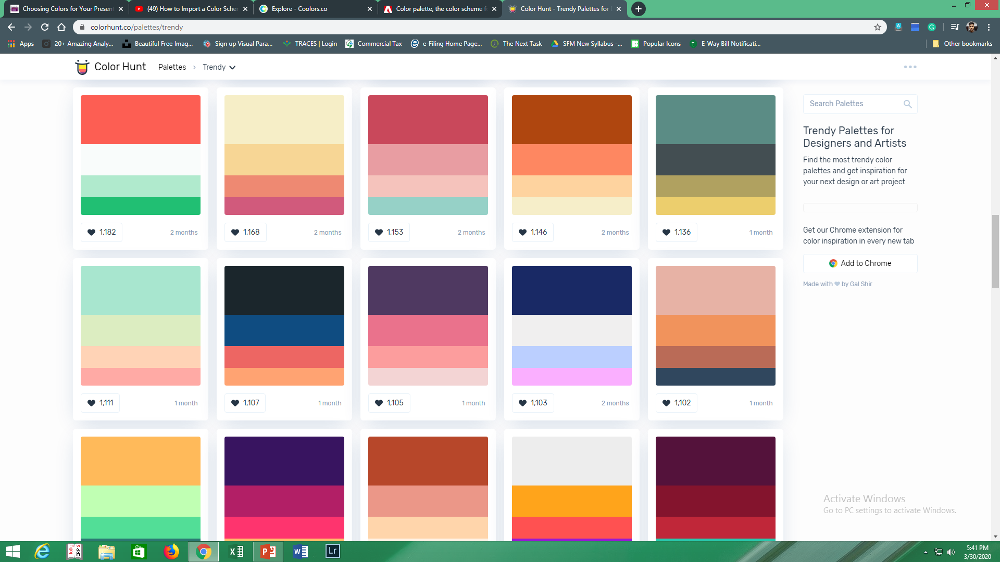 Choosing Colors for Your Present
(49) How to Import a Color Scher
Explore - Coolors.co
Color palette, the color scheme f
Color Hunt - Trendy Palettes for
colorhunt.co/palettes/trendy
Apps
20+ Amazing Analy...
Beautiful Free Imag...
Sign up Visual Para...
TRACES | Login
Commercial Tax
e-Filing Home Page...
The Next Task
SFM New Syllabus -...
Popular Icons
E-Way Bill Notificati...
Other bookmarks
Color Hunt
Palettes
Trendy
Search Palettes
Trendy Palettes for
Designers and Artists
Find the most trendy color
palettes and get inspiration for
your next design or art project
1,182
2 months
1,168
2 months
1,153
2 months
1,146
2 months
1,136
1 month
Get our Chrome extension for
color inspiration in every new tab
Add to Chrome
Made with by Gal Shir
1,111
1 month
1,107
1 month
1,105
1 month
1,103
2 months
1,102
1 month
Activate Windows
Go to PC settings to activate Windows.
Tally
ERP 9
Lr
5:41 PM
3/30/2020